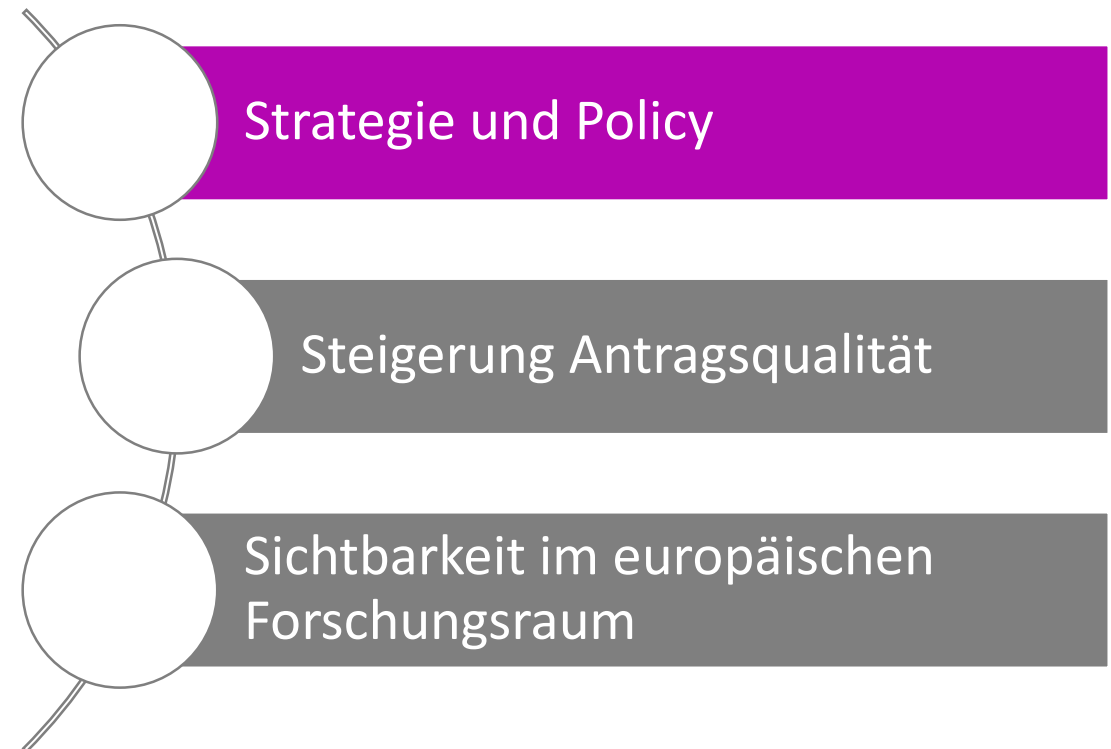 Strategie und Policy
Steigerung Antragsqualität
Sichtbarkeit im europäischen
Forschungsraum